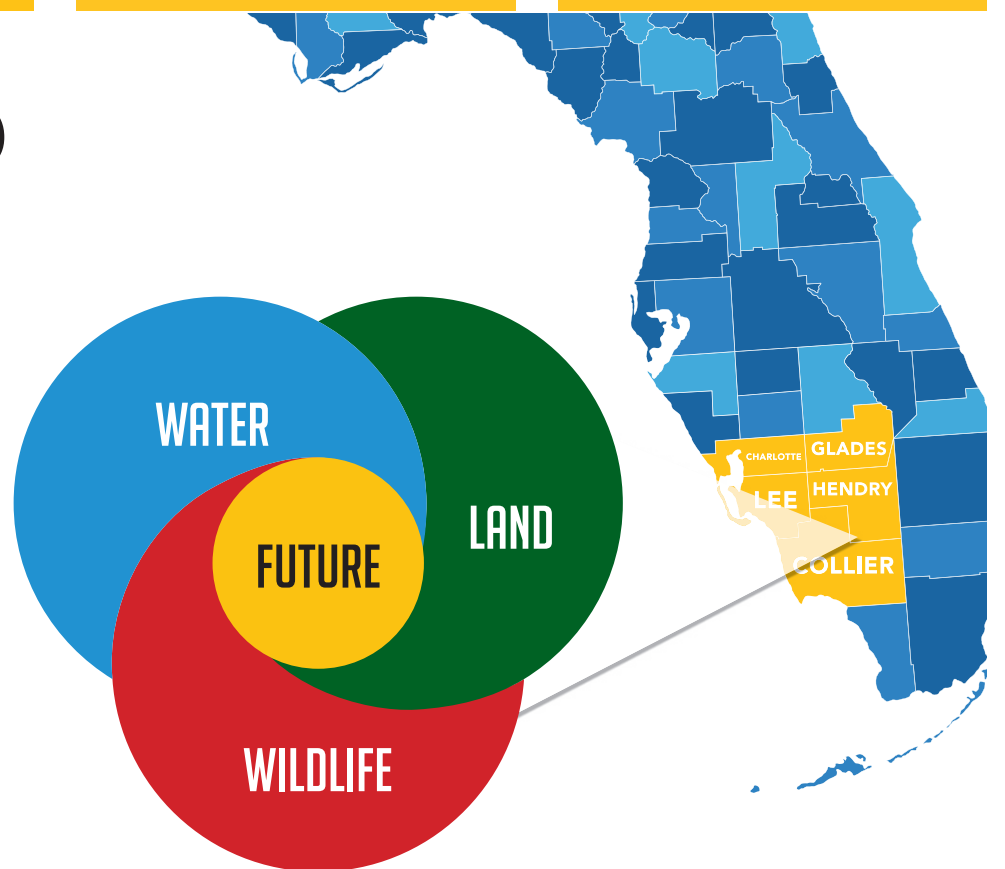 WATER
LAND
FUTURE
WILDLIFE
CHARLOTTE
GLADES
LEE
HENDRY
COLLIER